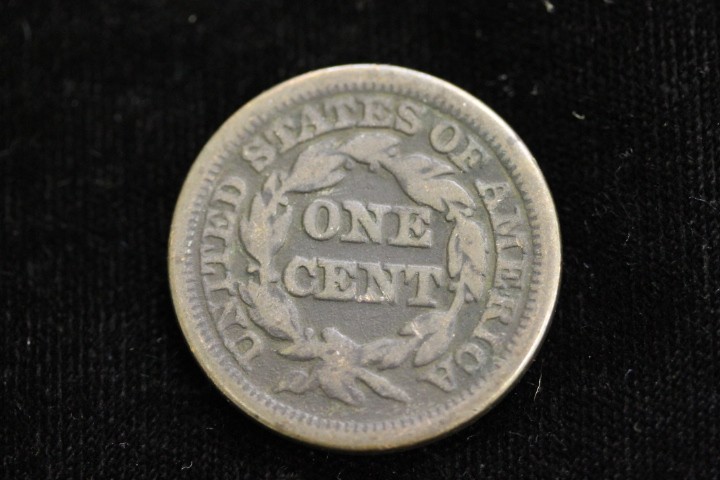 UNITED STATES OF AMERICA
ONE
CENT